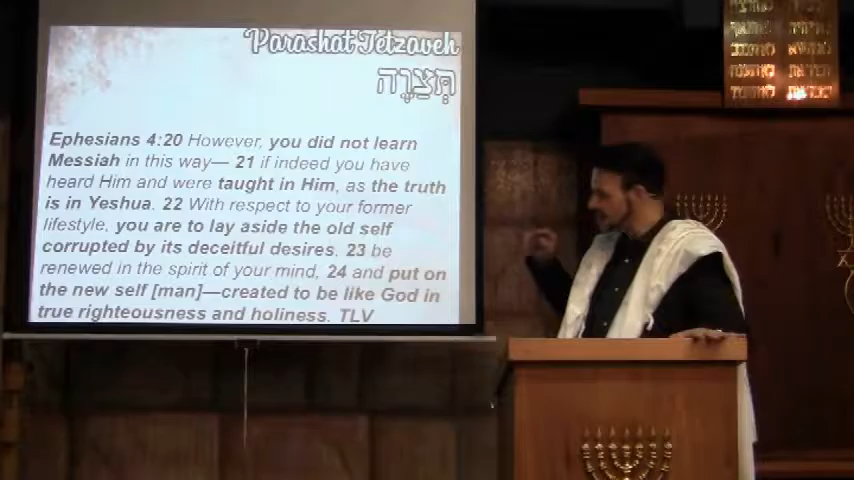 Parashat Tetzaveh
תְּצַוֶּה
Ephesians 4:20 However, you did not learn
Messiah in this way— 21 if indeed you have
heard Him and were taught in Him, as the truth
is in Yeshua. 22 With respect to your former
lifestyle, you are to lay aside the old self
corrupted by its deceitful desires, 23 be
renewed in the spirit of your mind, 24 and put on
the new self [man]—created to be like God in
true righteousness and holiness. TLV